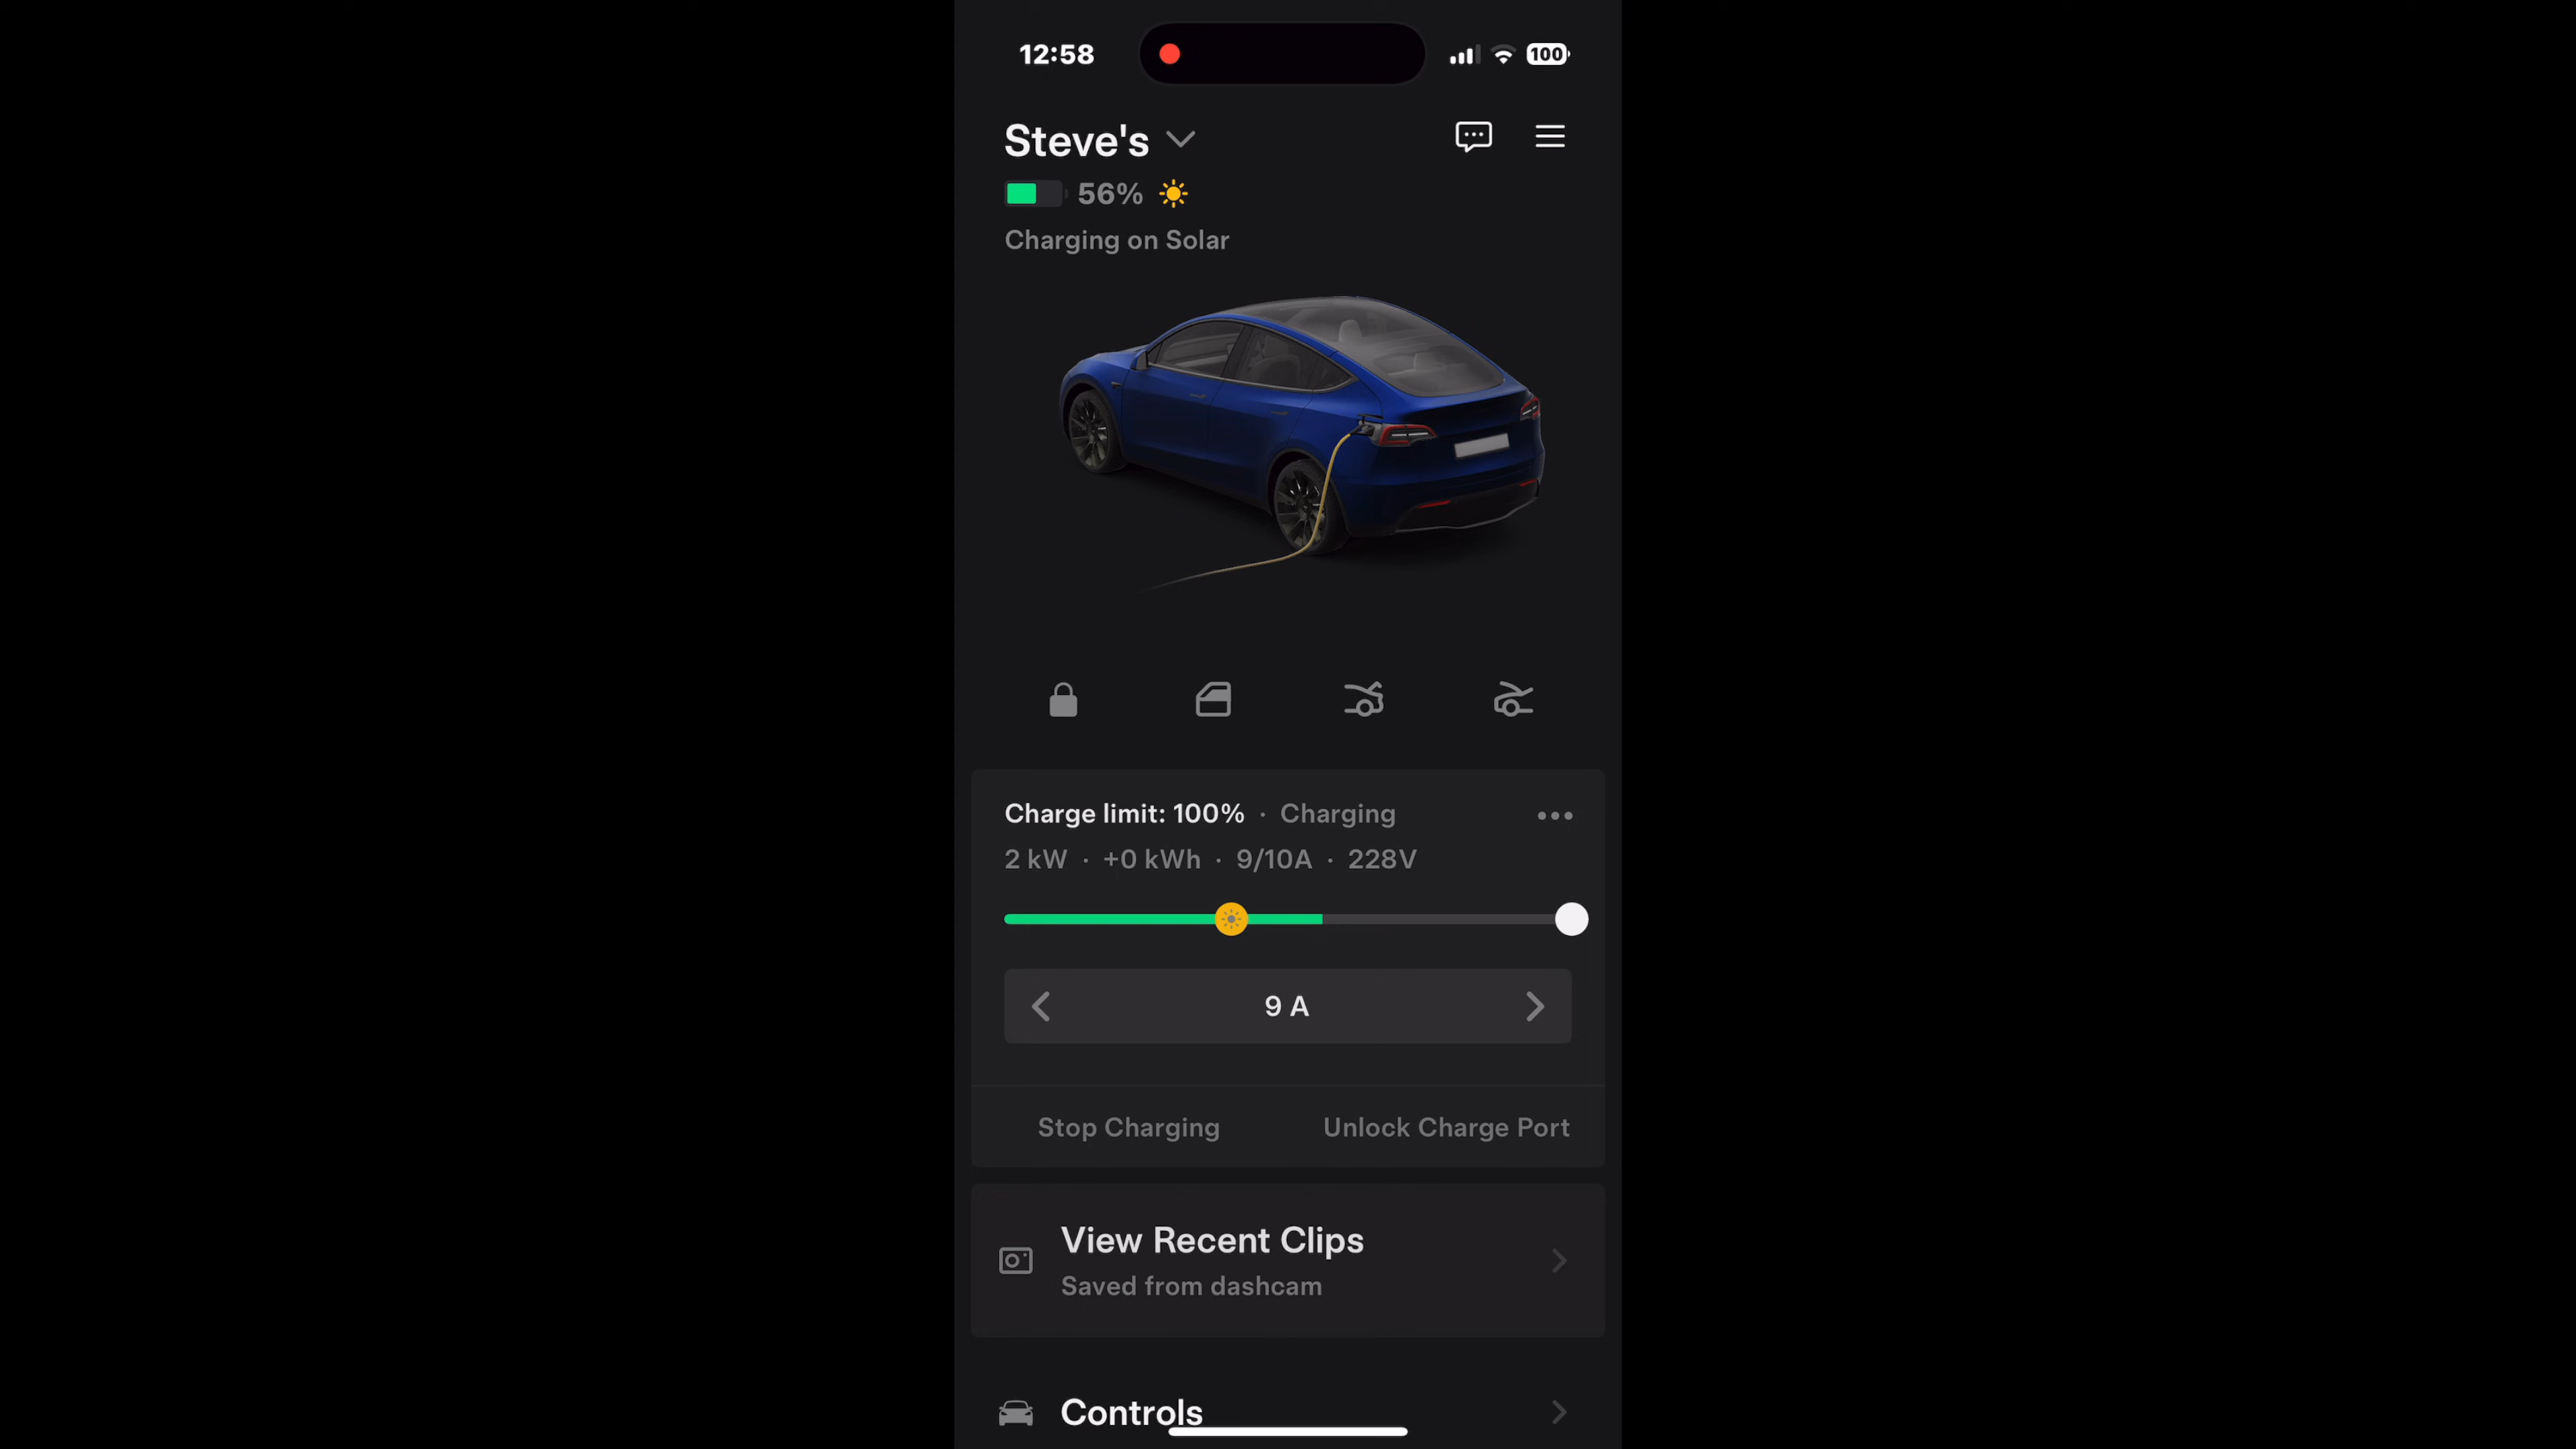 12:58
100
Steve's
56%
Charging on Solar
Charge limit: 100% · Charging
2 kW · +0 kWh · 9/10A · 228V
9 A
Stop Charging
Unlock Charge Port
View Recent Clips
Saved from dashcam
Controls